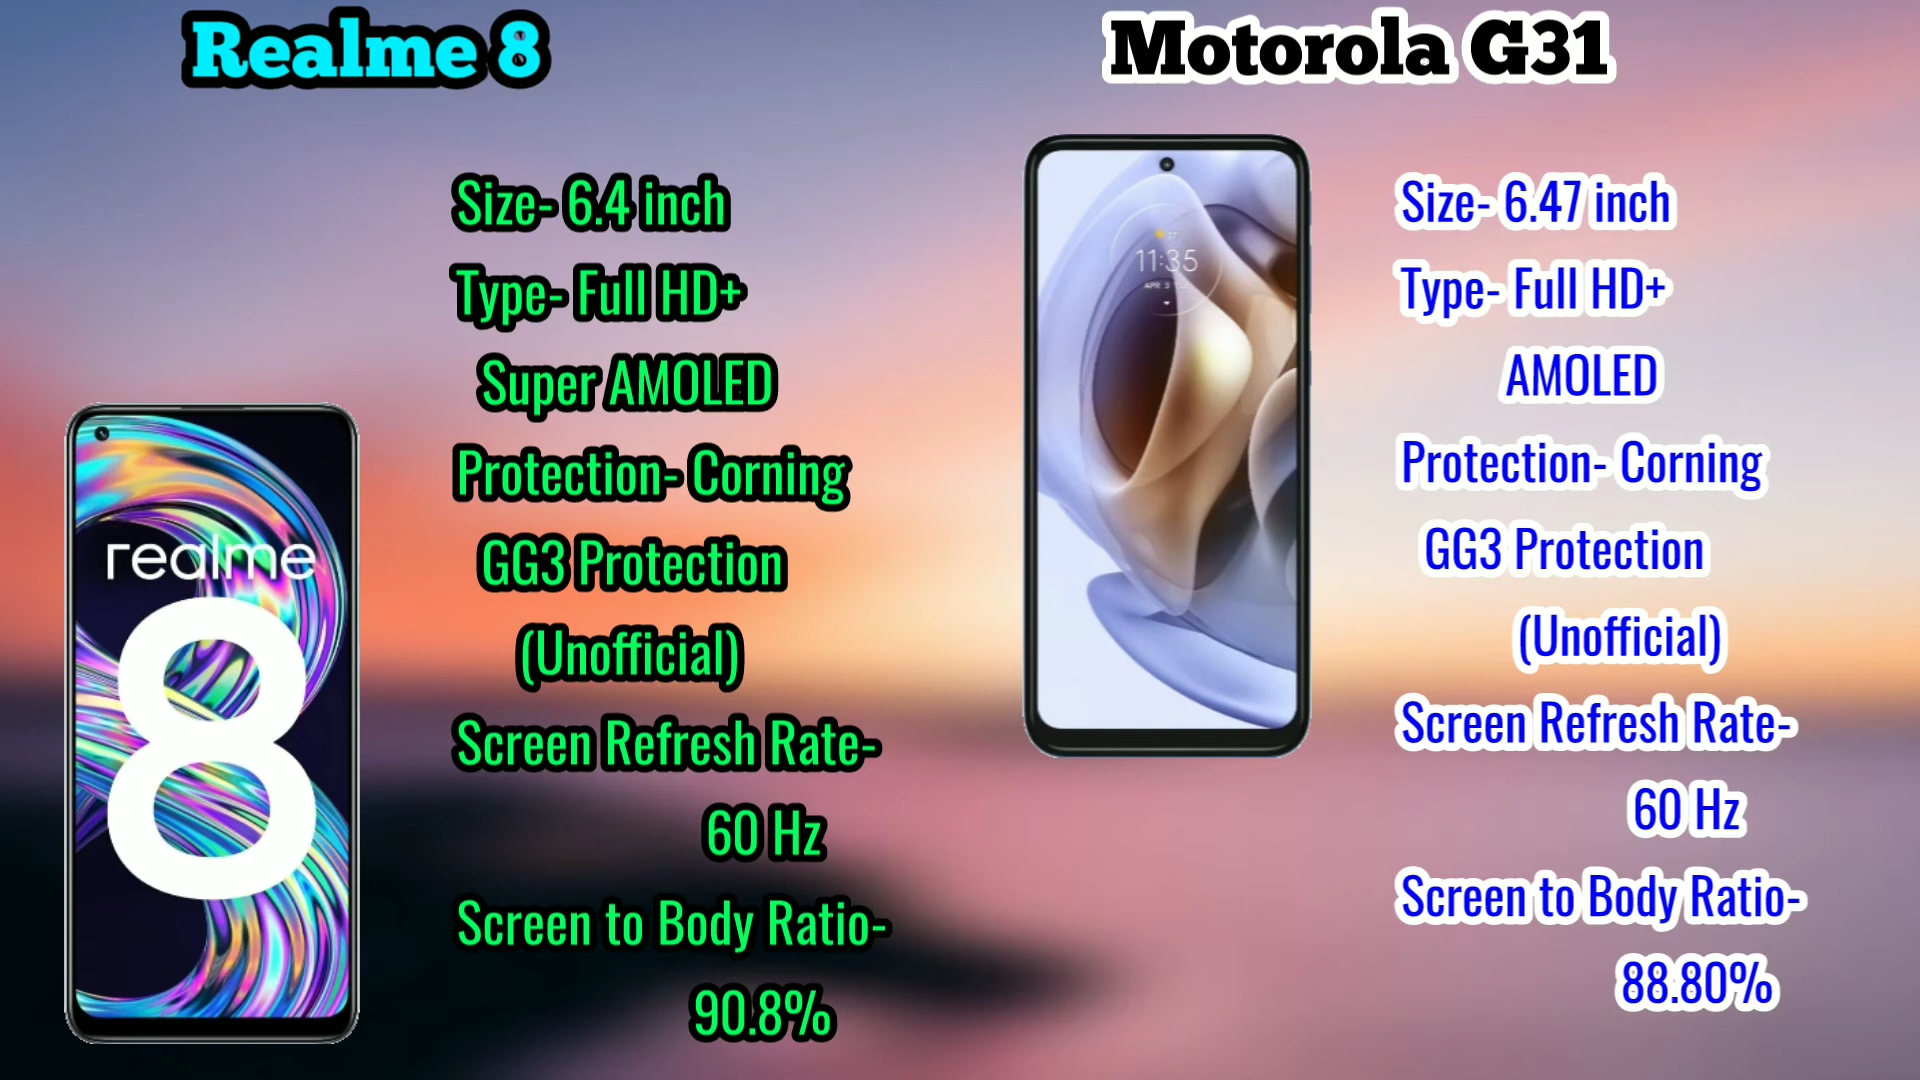 Realme 8
Size- 6.4 inch
Type- Full HD+
Super AMOLED
Protection- Corning
GG3 Protection
(Unofficial)
Screen Refresh Rate-
60 Hz
Screen to Body Ratio-
90.8%
realme
8
Motorola G31
11:35
Size- 6.47 inch
Type- Full HD+
AMOLED
Protection- Corning
GG3 Protection
(Unofficial)
Screen Refresh Rate-
60 Hz
Screen to Body Ratio-
88.80%